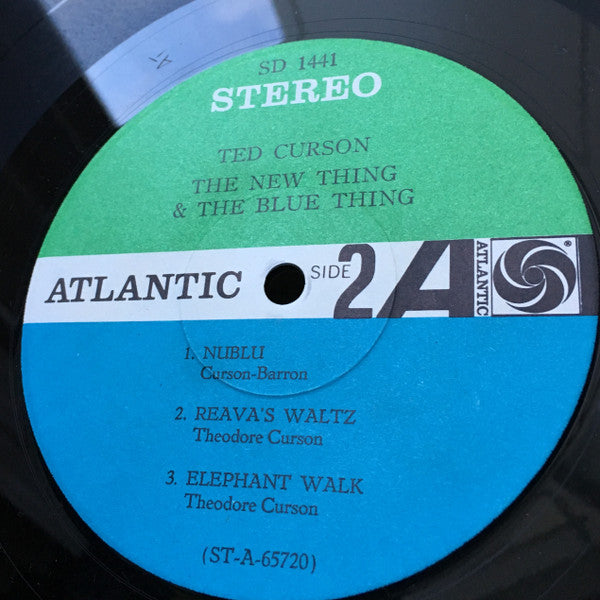 SD 1441
STEREO
TED CURSON
THE NEW THING
& THE BLUE THING
ATLANTIC SIDE 2 A ATLANTIC ®
1. NUBLU
Curson-Barron
2. REAVA'S WALTZ
Theodore Curson
3. ELEPHANT WALK
Theodore Curson
(ST-A-65720)